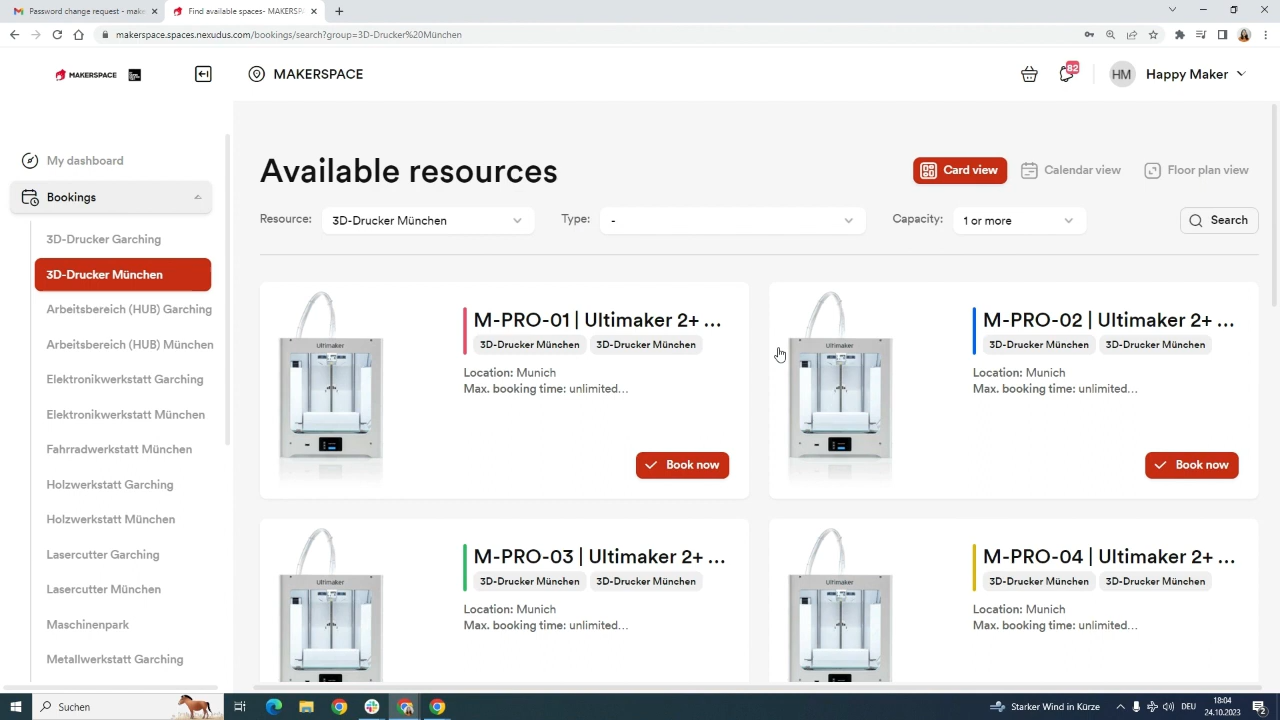 Password change request - make
Find available spaces- MAKERSPA
makerspace.spaces.nexudus.com/bookings/search?group=3D-Drucker%20München
MAKERSPACE
MAKERSPACE
82
HM
Happy Maker
My dashboard
Bookings
3D-Drucker Garching
3D-Drucker München
Arbeitsbereich (HUB) Garching
Arbeitsbereich (HUB) München
Elektronikwerkstatt Garching
Elektronikwerkstatt München
Fahrradwerkstatt München
Holzwerkstatt Garching
Holzwerkstatt München
Lasercutter Garching
Lasercutter München
Maschinenpark
Metallwerkstatt Garching
Available resources
Card view
Calendar view
Floor plan view
Resource: 3D-Drucker München
Type: -
Capacity: 1 or more
Search
Ultimaker
M-PRO-01 | Ultimaker 2+ ...
3D-Drucker München 3D-Drucker München
Location: Munich
Max. booking time: unlimited...
Book now
Ultimaker
M-PRO-02 | Ultimaker 2+ ...
3D-Drucker München 3D-Drucker München
Location: Munich
Max. booking time: unlimited...
Book now
Ultimaker
M-PRO-03 | Ultimaker 2+ ...
3D-Drucker München 3D-Drucker München
Location: Munich
Max. booking time: unlimited...
Ultimaker
M-PRO-04 | Ultimaker 2+ ...
3D-Drucker München 3D-Drucker München
Location: Munich
Max. booking time: unlimited...
Suchen
Starker Wind in Kürze
DEU
18:04
24.10.2023
2